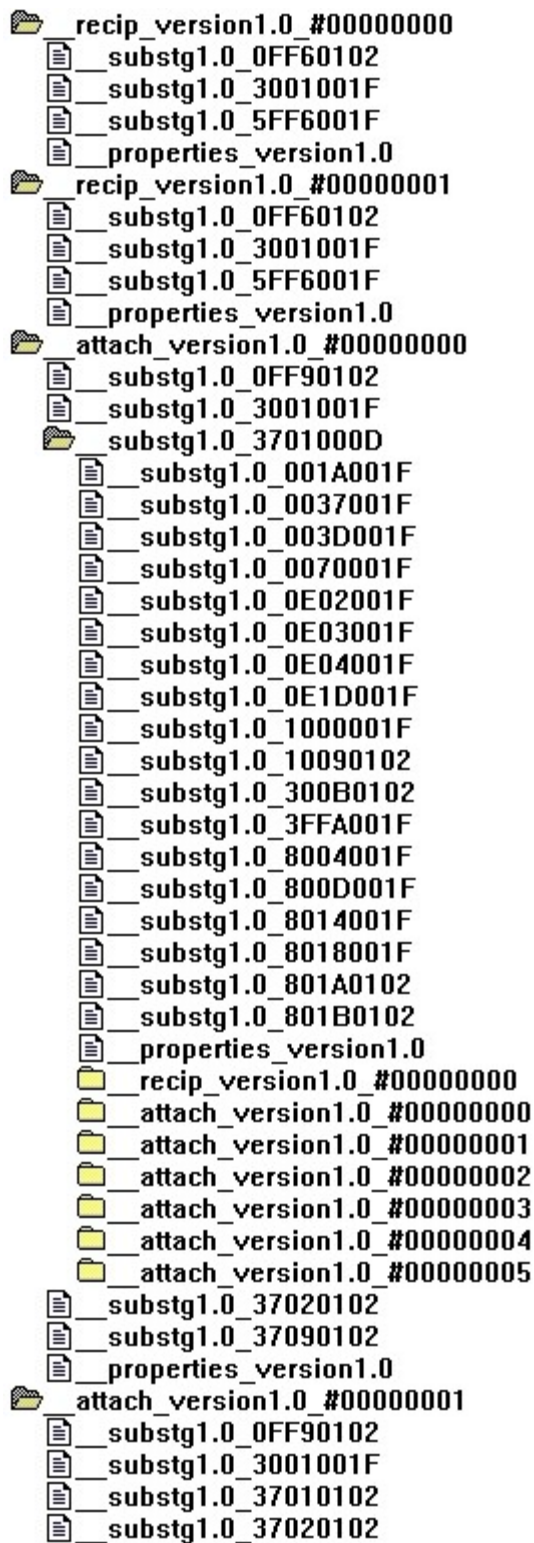 __recip_version1.0_#00000000
__substg1.0_0FF60102
__substg1.0_3001001F
__substg1.0_5FF6001F
__properties_version1.0
__recip_version1.0_#00000001
__substg1.0_0FF60102
__substg1.0_3001001F
__substg1.0_5FF6001F
__properties_version1.0
__attach_version1.0_#00000000
__substg1.0_0FF90102
__substg1.0_3001001F
__substg1.0_3701000D
__substg1.0_001A001F
__substg1.0_0037001F
__substg1.0_003D001F
__substg1.0_0070001F
__substg1.0_0E02001F
__substg1.0_0E03001F
__substg1.0_0E04001F
__substg1.0_0E1D001F
__substg1.0_1000001F
__substg1.0_10090102
__substg1.0_300B0102
__substg1.0_3FFA001F
__substg1.0_8004001F
__substg1.0_800D001F
__substg1.0_8014001F
__substg1.0_8018001F
__substg1.0_801A0102
__substg1.0_801B0102
__properties_version1.0
__recip_version1.0_#00000000
__attach_version1.0_#00000000
__attach_version1.0_#00000001
__attach_version1.0_#00000002
__attach_version1.0_#00000003
__attach_version1.0_#00000004
__attach_version1.0_#00000005
__substg1.0_37020102
__substg1.0_37090102
__properties_version1.0
__attach_version1.0_#00000001
__substg1.0_0FF90102
__substg1.0_3001001F
__substg1.0_37010102
__substg1.0_37020102